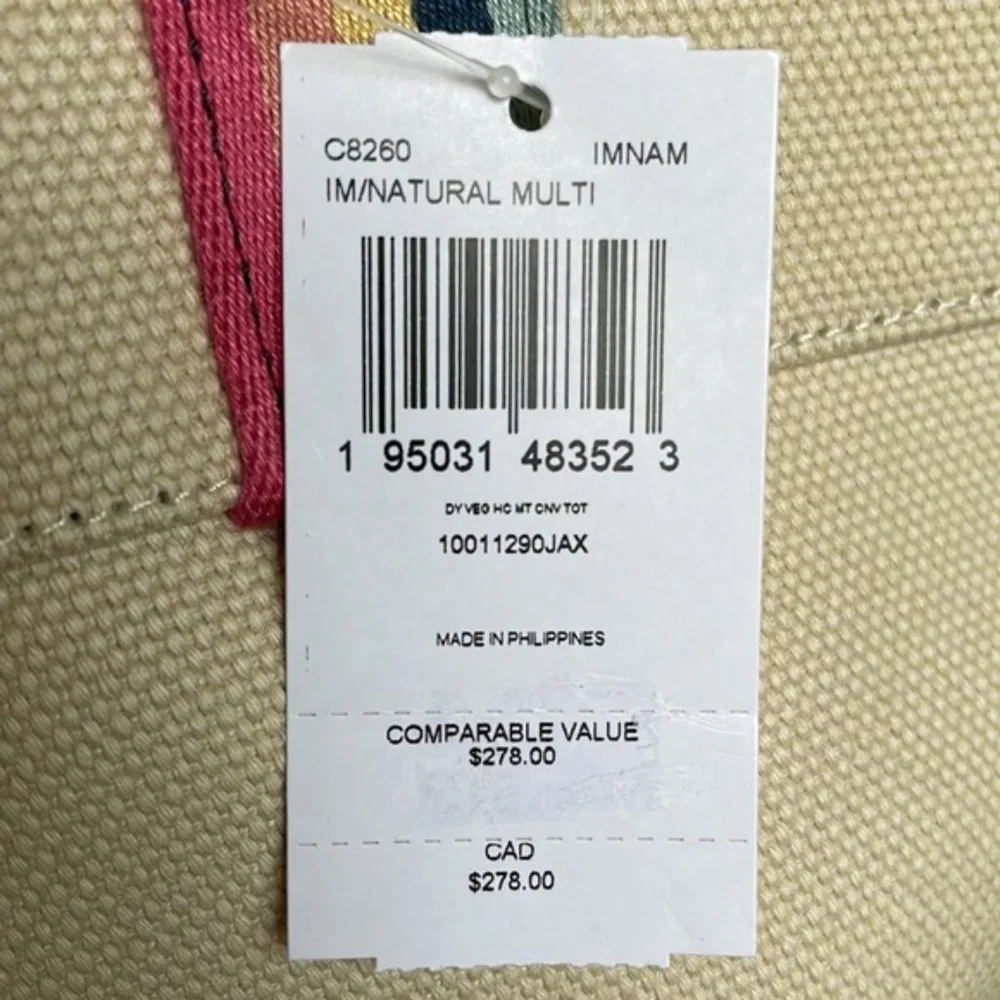 C8260 IMNAM
IM/NATURAL MULTI
1 95031 48352 3
DY VEG HC MT CNV TOT
10011290JAX
MADE IN PHILIPPINES
COMPARABLE VALUE
$278.00
CAD
$278.00